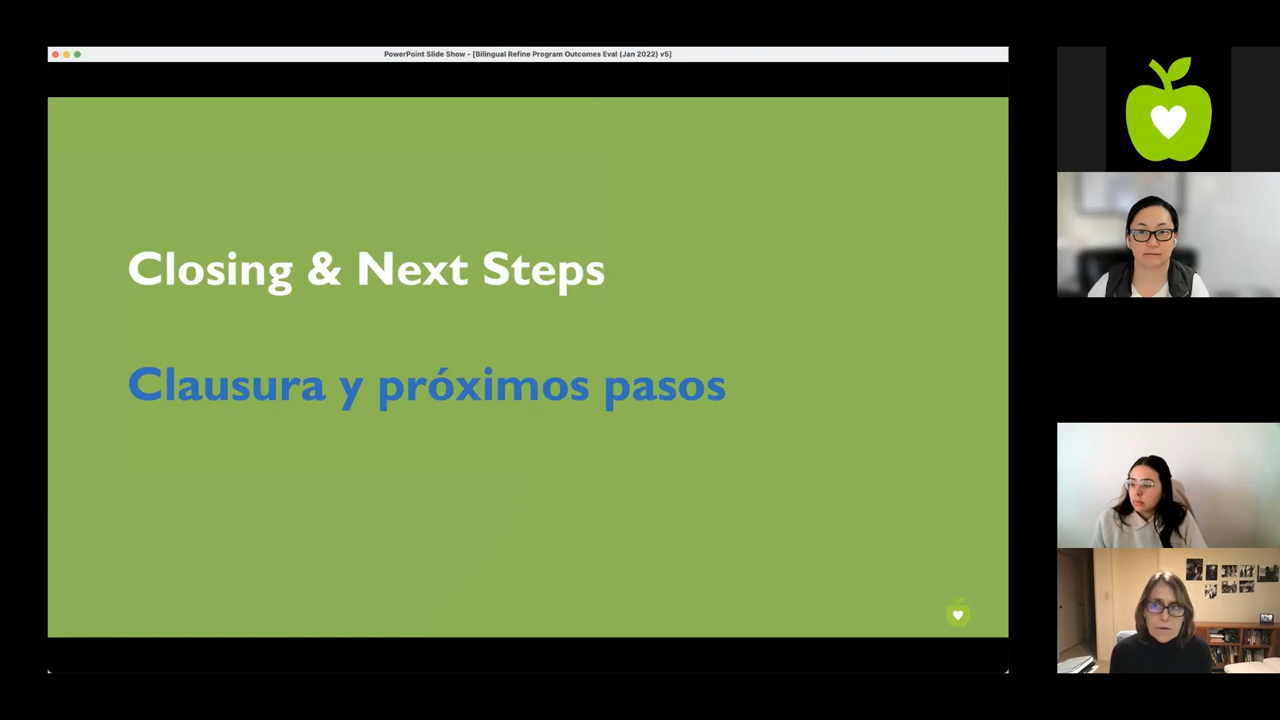 PowerPoint Slide Show - [Bilingual Refine Program Outcomes Eval (Jan 2022) v5]
Closing & Next Steps
Clausura y próximos pasos